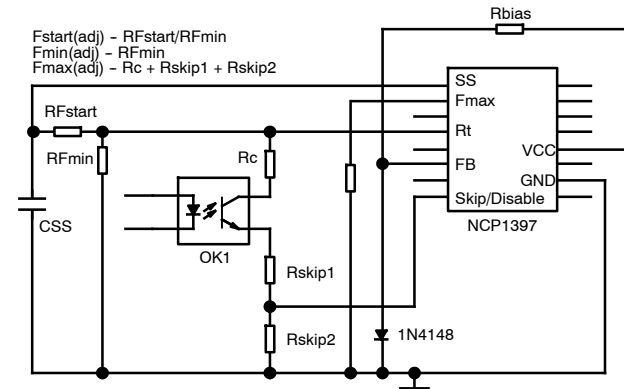 Rbias
Fstart(adj) – RFstart/RFmin
Fmin(adj) – RFmin
Fmax(adj) – Rc + Rskip1 + Rskip2
SS
Fmax
RFstart
Rt
RFmin
Rc
VCC
FB
GND
Skip/Disable
NCP1397
CSS
OK1
Rskip1
Rskip2
1N4148